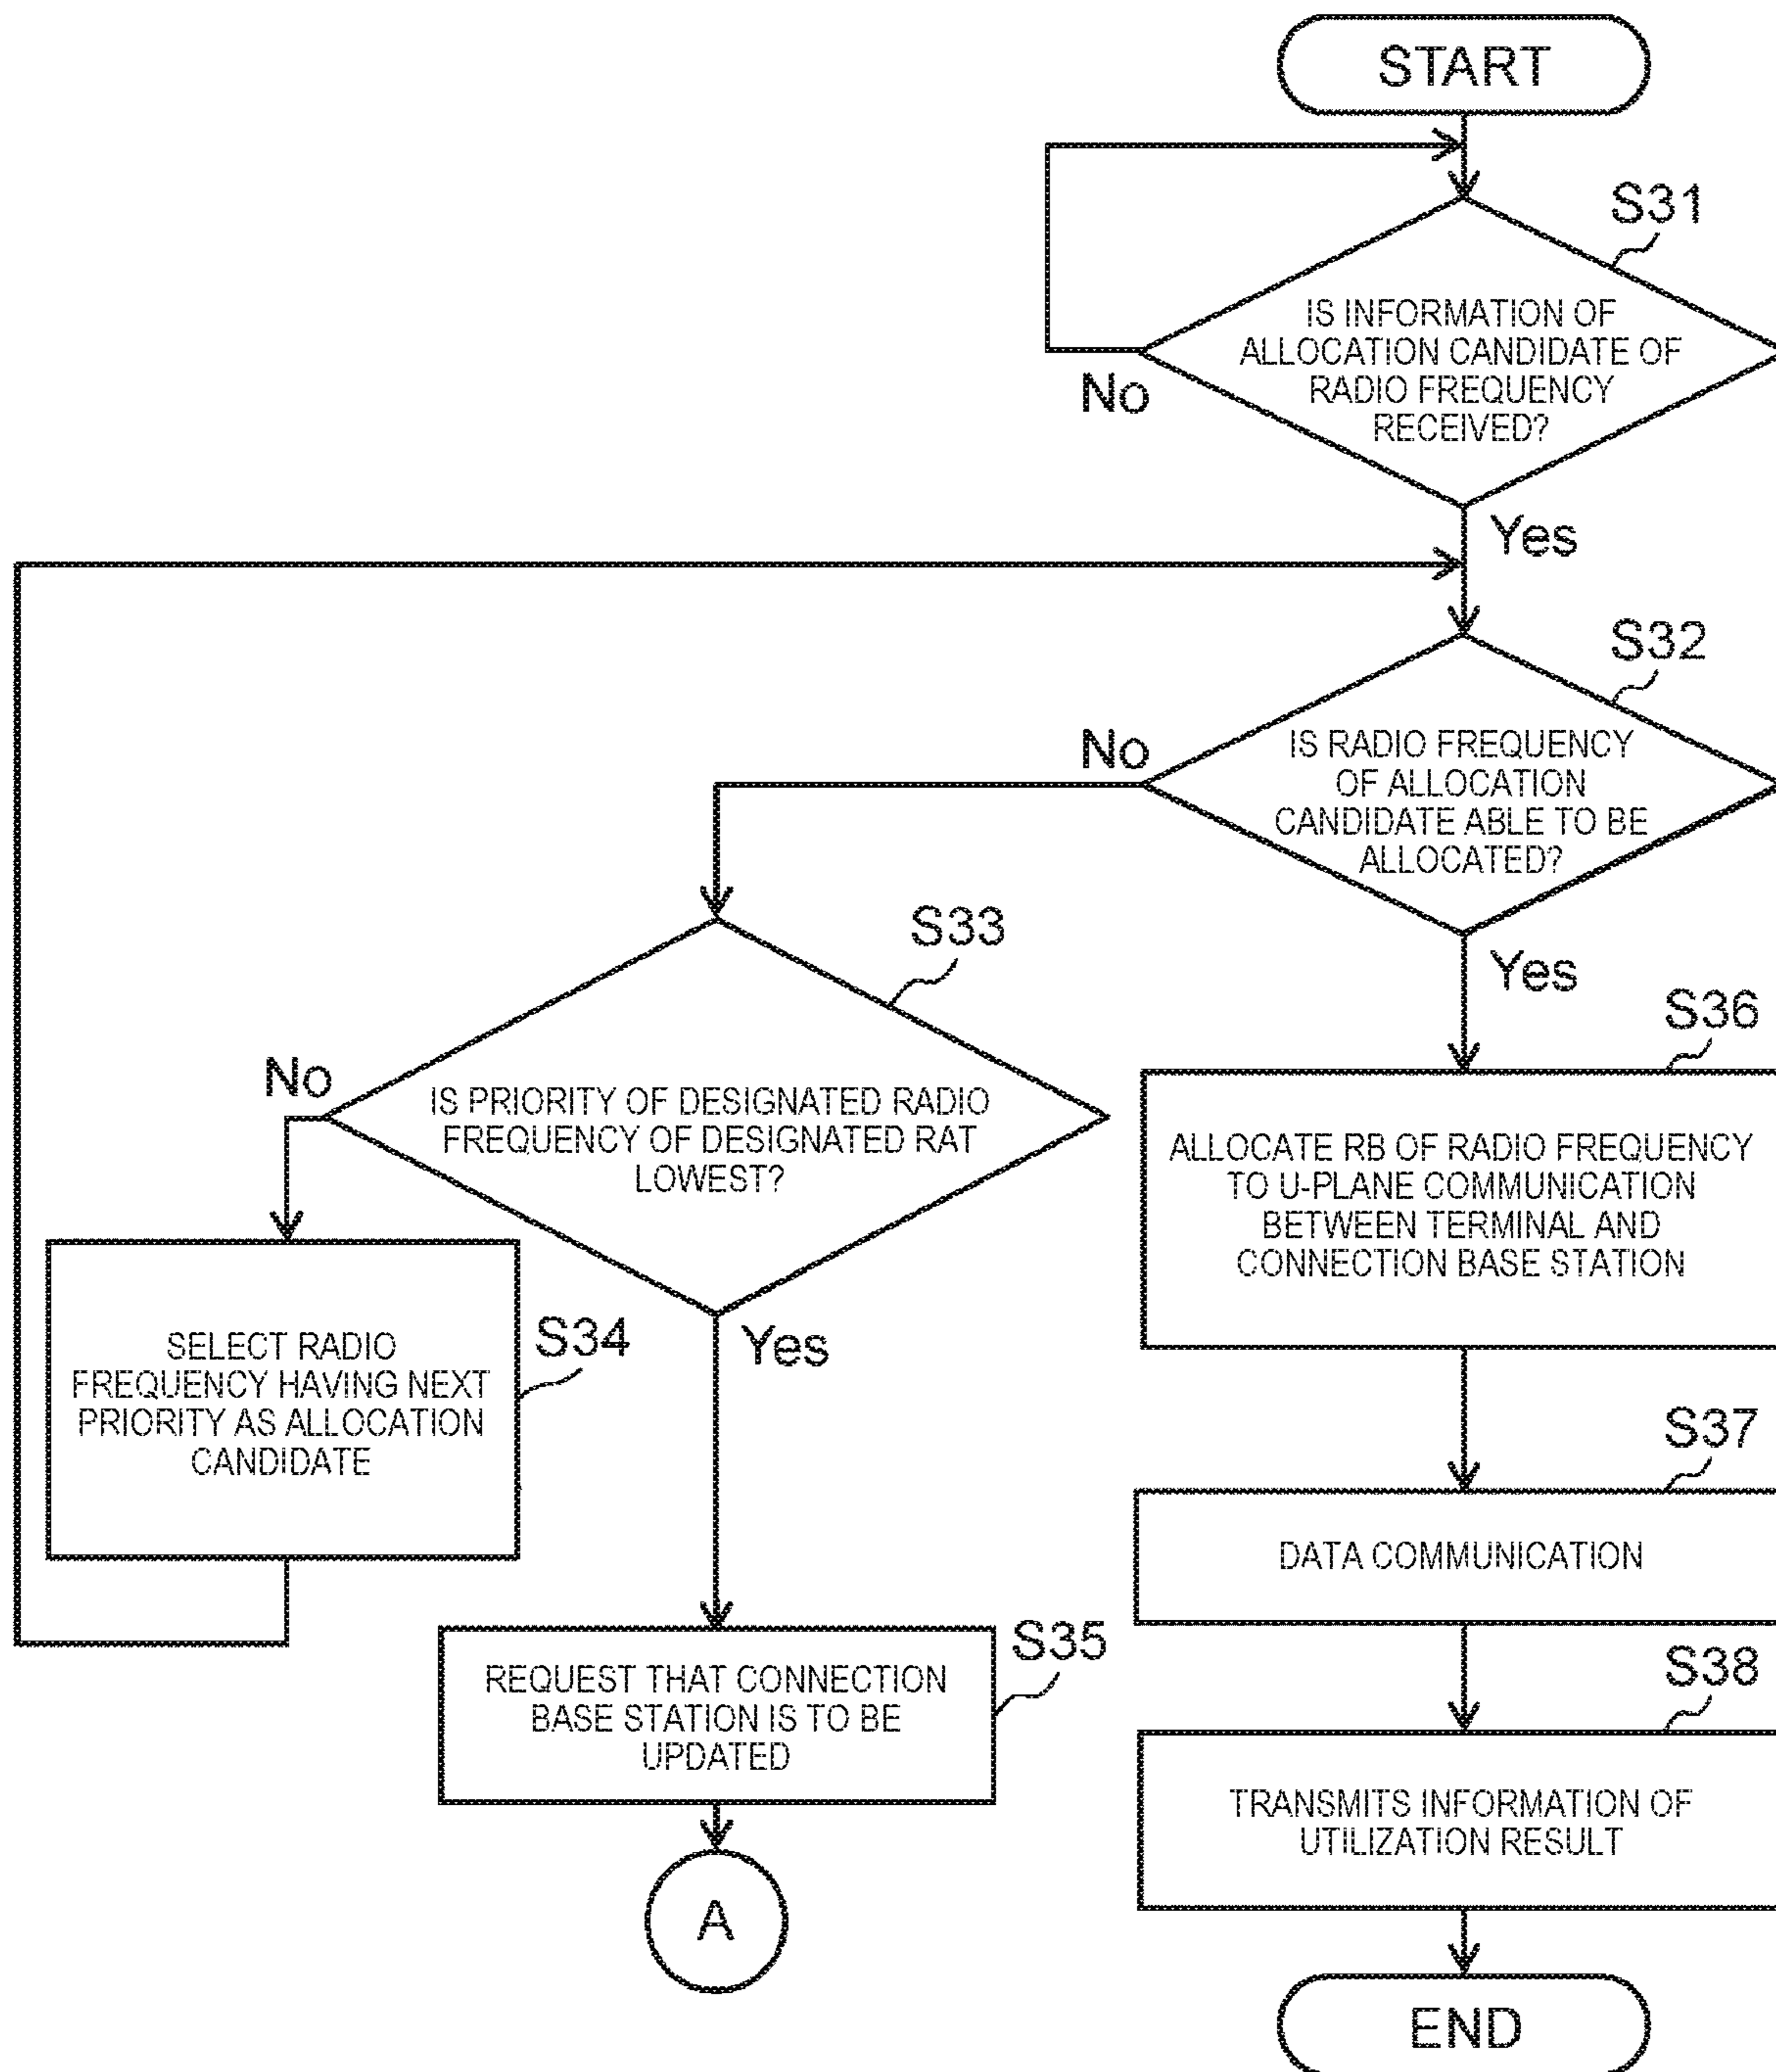 START
S31
IS INFORMATION OF
ALLOCATION CANDIDATE OF
RADIO FREQUENCY
RECEIVED?
No
Yes
S32
No
IS RADIO FREQUENCY
OF ALLOCATION
CANDIDATE ABLE TO BE
ALLOCATED?
Yes
S33
No
IS PRIORITY OF DESIGNATED RADIO
FREQUENCY OF DESIGNATED RAT
LOWEST?
Yes
S34
SELECT RADIO
FREQUENCY HAVING NEXT
PRIORITY AS ALLOCATION
CANDIDATE
S35
REQUEST THAT CONNECTION
BASE STATION IS TO BE
UPDATED
A
S36
ALLOCATE RB OF RADIO FREQUENCY
TO U-PLANE COMMUNICATION
BETWEEN TERMINAL AND
CONNECTION BASE STATION
S37
DATA COMMUNICATION
S38
TRANSMITS INFORMATION OF
UTILIZATION RESULT
END